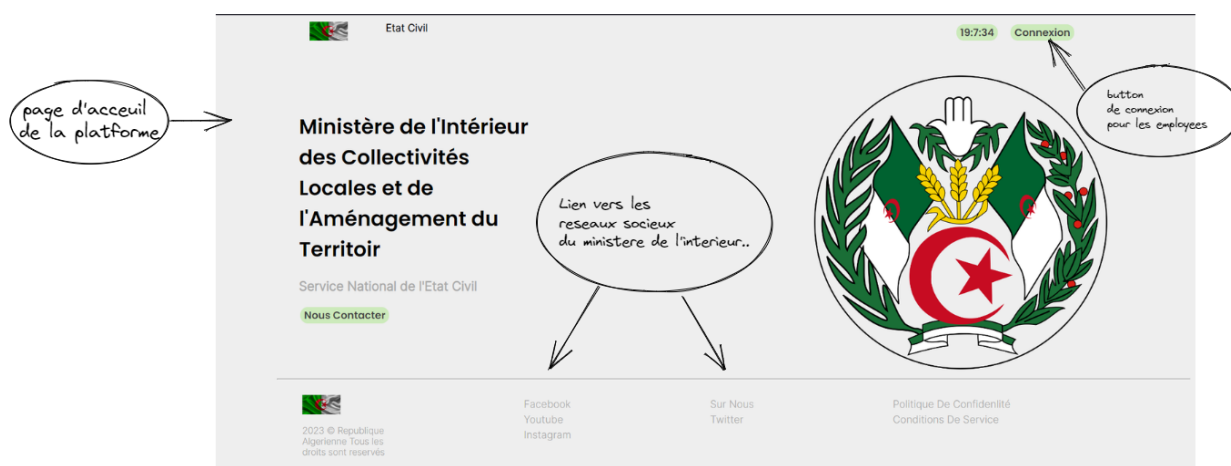 Etat Civil
19:7:34
Connexion
page d'acceuil
de la platforme
button
de connexion
pour les employees
Ministère de l'Intérieur
des Collectivités
Locales et de
l'Aménagement du
Territoir
Lien vers les
reseaux socieux
du ministere de l'interieur..
Service National de l'Etat Civil
Nous Contacter
2023 © Republique
Algerienne Tous les
droits sont reservés
Facebook
Youtube
Instagram
Sur Nous
Twitter
Politique De Confidenlité
Conditions De Service